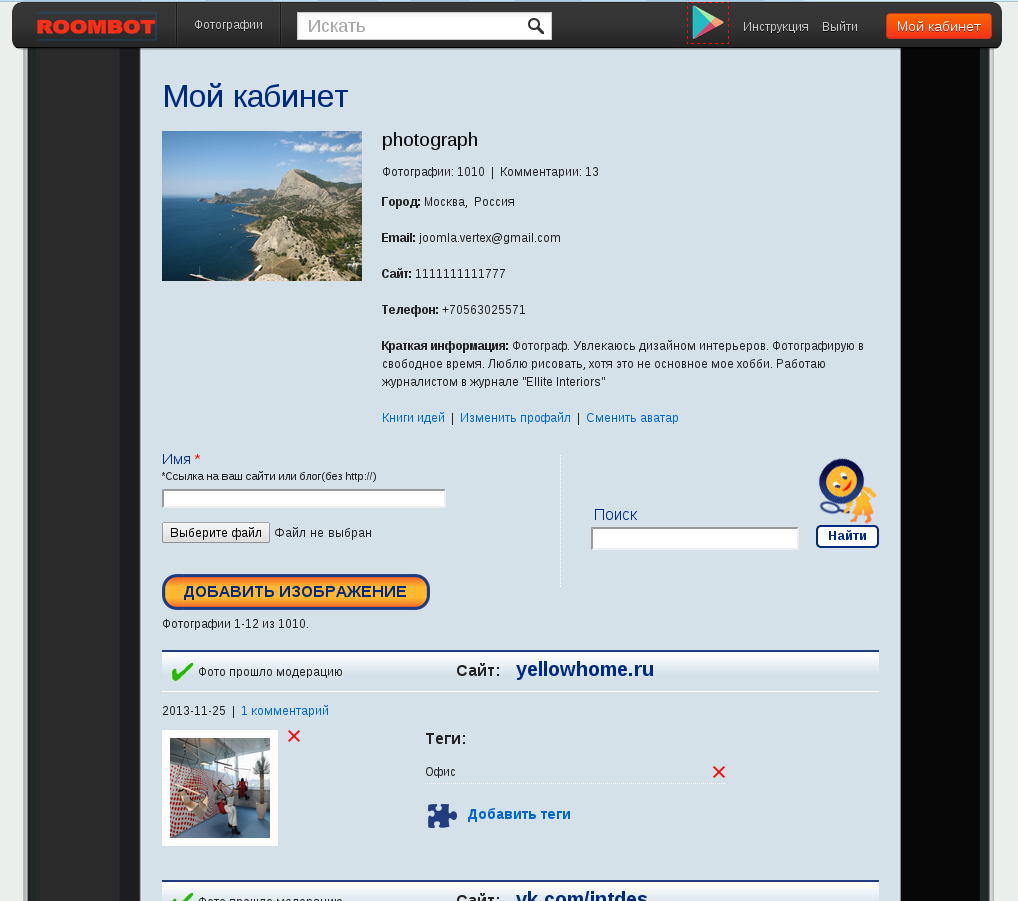 ROOMBOT
Фотографии
Искать
Инструкция
Выйти
Мой кабинет
Мой кабинет
photograph
Фотографии: 1010 | Комментарии: 13
Город: Москва, Россия
Email: joomla.vertex@gmail.com
Сайт: 1111111111777
Телефон: +70563025571
Краткая информация: Фотограф. Увлекаюсь дизайном интерьеров. Фотографирую в
свободное время. Люблю рисовать, хотя это не основное мое хобби. Работаю
журналистом в журнале "Ellite Interiors"
Книги идей | Изменить профайл | Сменить аватар
Имя *
*Ссылка на ваш сайти или блог(без http://)
Выберите файл Файл не выбран
Поиск
Найти
ДОБАВИТЬ ИЗОБРАЖЕНИЕ
Фотографии 1-12 из 1010.
Фото прошло модерацию
Сайт: yellowhome.ru
2013-11-25 | 1 комментарий
Теги:
Офис
Добавить теги
Фото прошло модерацию
Сайт: vk.com/intdes